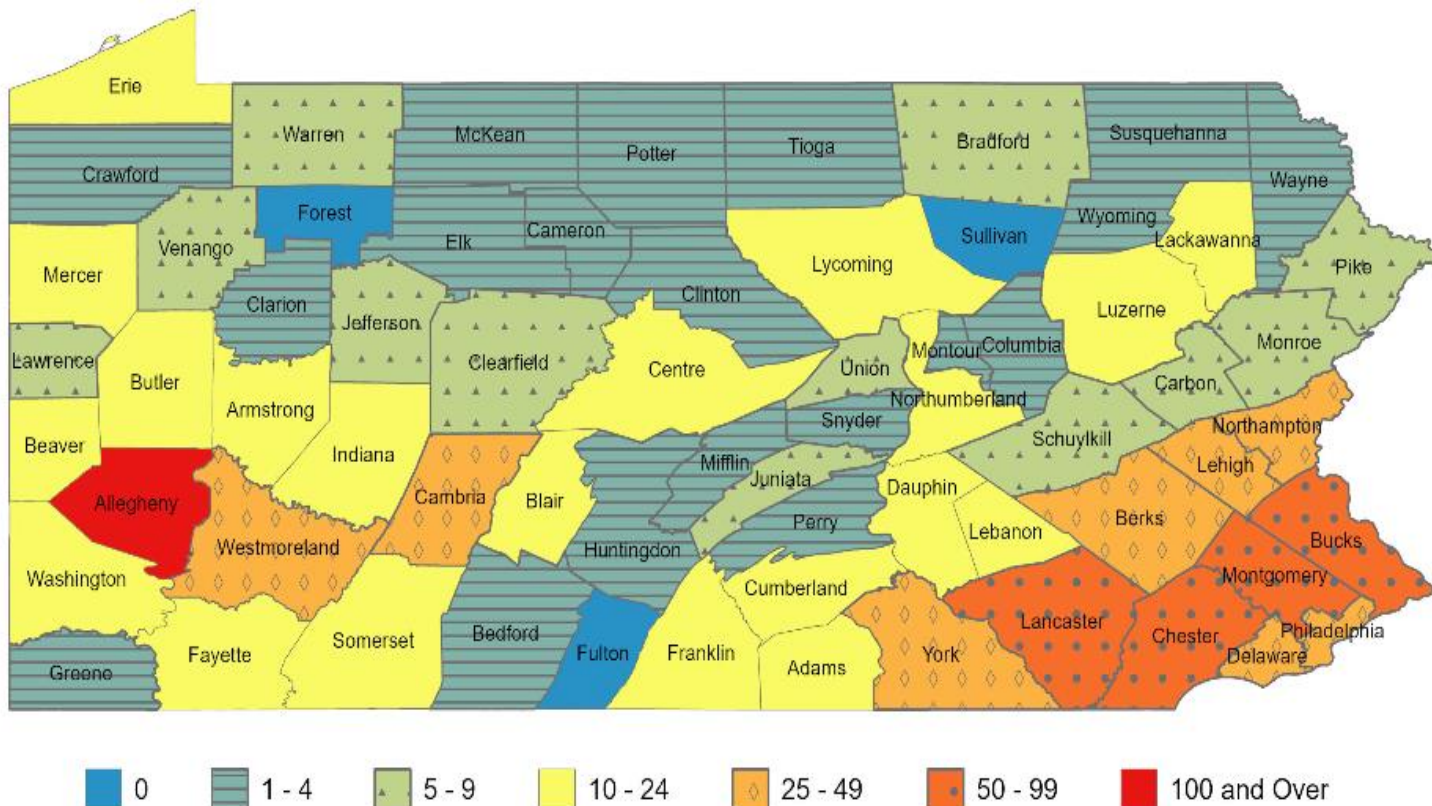 Erie
Warren
McKean
Potter
Tioga
Bradford
Susquehanna
Wayne
Crawford
Forest
Elk
Cameron
Sullivan
Wyoming
Lackawanna
Venango
Mercer
Clarion
Jefferson
Clinton
Lycoming
Luzerne
Pike
Lawrence
Butler
Armstrong
Clearfield
Centre
Union
Montour
Columbia
Monroe
Carbon
Beaver
Indiana
Snyder
Northumberland
Schuylkill
Northampton
Lehigh
Allegheny
Westmoreland
Cambria
Blair
Mifflin
Juniata
Perry
Dauphin
Lebanon
Berks
Bucks
Montgomery
Washington
Huntingdon
Cumberland
Greene
Fayette
Somerset
Bedford
Fulton
Franklin
Adams
York
Lancaster
Chester
Delaware
Philadelphia
0 1 - 4 5 - 9 10 - 24 25 - 49 50 - 99 100 and Over